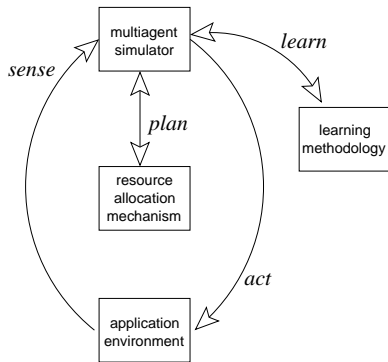 multiagent
simulator
learn
sense
plan
learning
methodology
resource
allocation
mechanism
act
application
environment